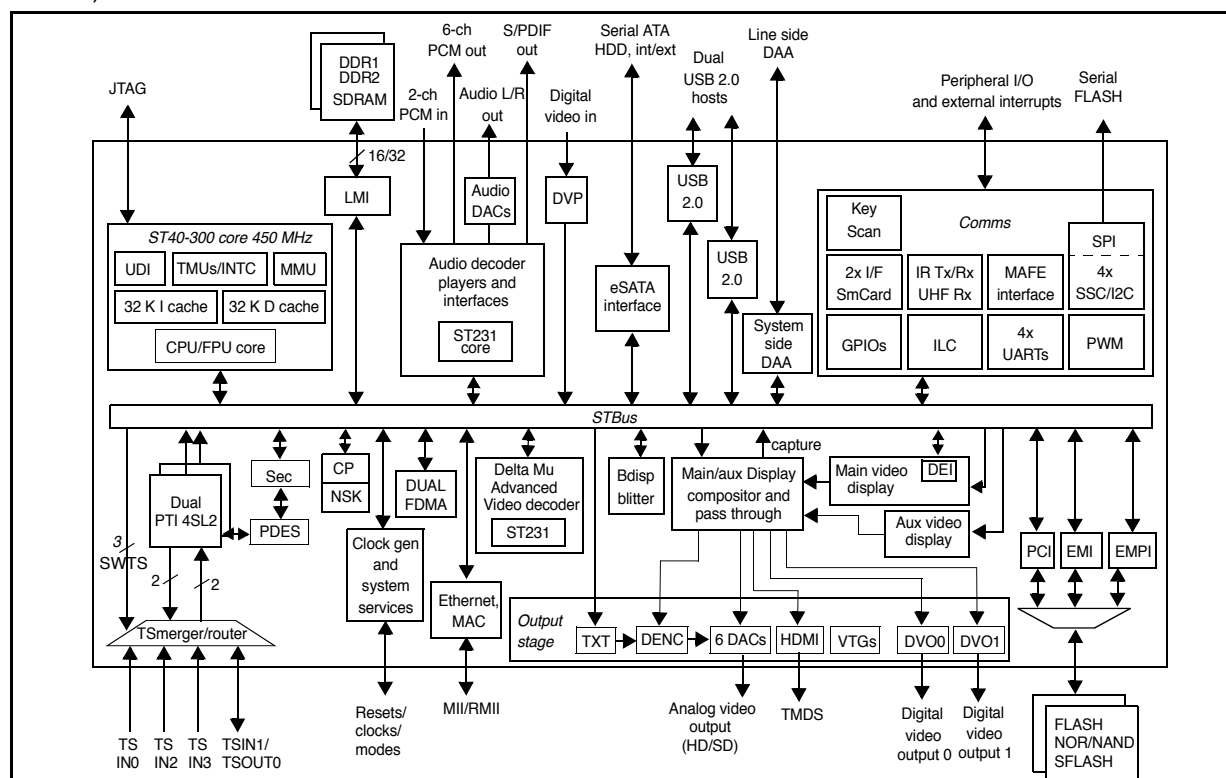 6-ch
PCM out
S/PDIF
out
Serial ATA
HDD, int/ext
Line side
DAA
DDR1
DDR2
SDRAM
JTAG
2-ch
PCM in
Audio L/R
out
Digital
video in
Dual
USB 2.0
hosts
Peripheral I/O
and external interrupts
Serial
FLASH
16/32
LMI
Audio
DACs
DVP
USB
2.0
USB
2.0
ST40-300 core 450 MHz
UDI
TMUs/INTC
MMU
32 K I cache
32 K D cache
CPU/FPU core
Audio decoder
players and
interfaces
ST231
core
eSATA
interface
System
side
DAA
Key
Scan
Comms
SPI
2x I/F
SmCard
IR Tx/Rx
UHF Rx
MAFE
interface
4x
SSC/I2C
GPIOs
ILC
4x
UARTs
PWM
STBus
capture
Dual
PTI 4SL2
Sec
PDES
CP
NSK
DUAL
FDMA
Delta Mu
Advanced
Video decoder
ST231
Bdisp
blitter
Main/aux Display
compositor and
pass through
Main video
display
DEI
Aux video
display
PCI
EMI
EMPI
3
SWTS
2
2
Clock gen
and
system
services
Ethernet,
MAC
TSmerger/router
Output
stage
TXT
DENC
6 DACs
HDMI
VTGs
DVO0
DVO1
TS
IN0
TS
IN2
TS
IN3
TSIN1/
TSOUT0
Resets/
clocks/
modes
MII/RMII
Analog video
output
(HD/SD)
TMDS
Digital
video
output 0
Digital
video
output 1
FLASH
NOR/NAND
SFLASH